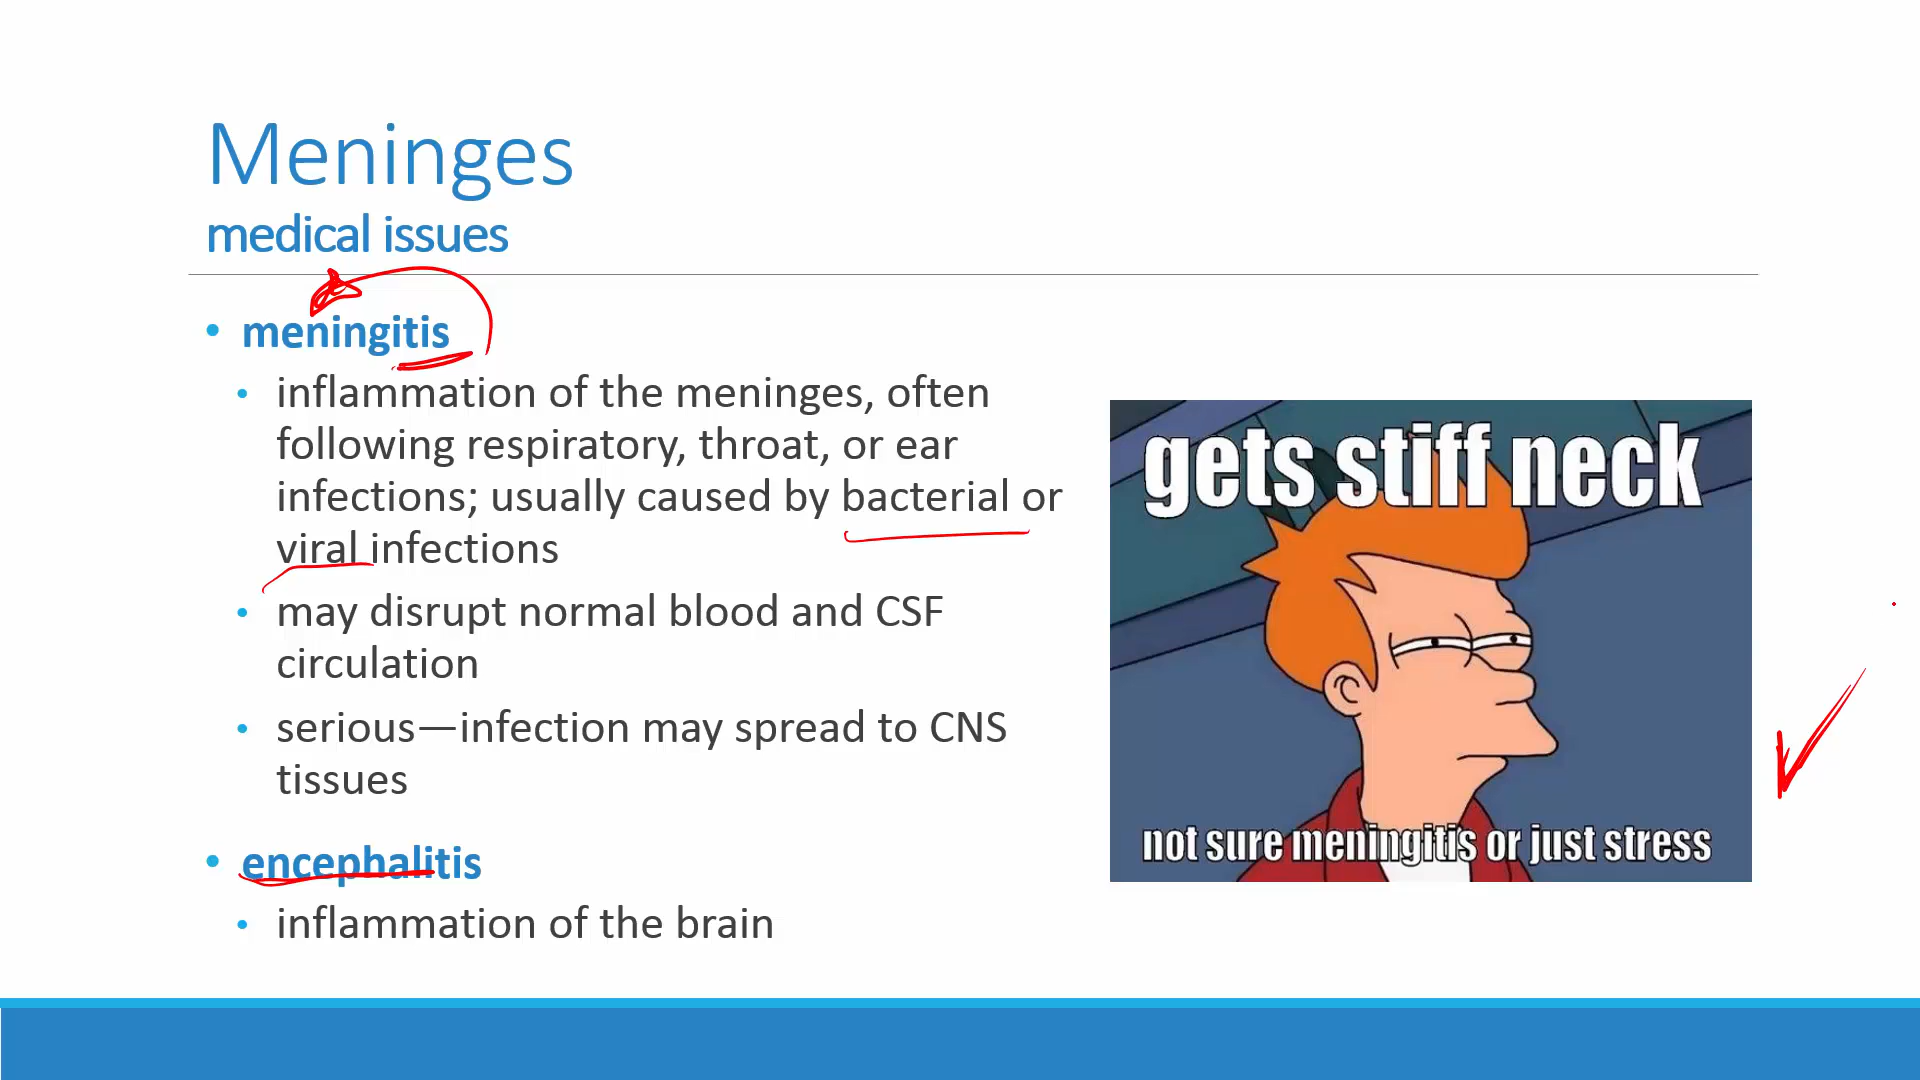 Meninges
medical issues
• meningitis
• inflammation of the meninges, often
following respiratory, throat, or ear
infections; usually caused by bacterial or
viral infections
• may disrupt normal blood and CSF
circulation
• serious—infection may spread to CNS
tissues
• encephalitis
• inflammation of the brain
gets stiff neck
not sure meningitis or just stress